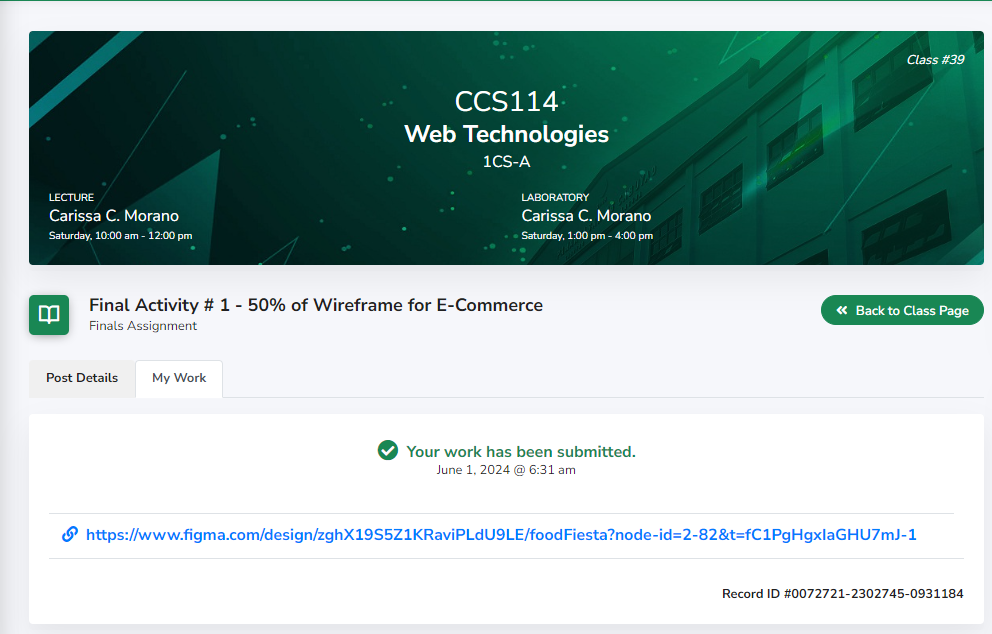 Class #39
CCS114
Web Technologies
1CS-A
LECTURE
Carissa C. Morano
Saturday, 10:00 am - 12:00 pm
LABORATORY
Carissa C. Morano
Saturday, 1:00 pm - 4:00 pm
Final Activity # 1 - 50% of Wireframe for E-Commerce
Finals Assignment
Back to Class Page
Post Details
My Work
Your work has been submitted.
June 1, 2024 @ 6:31 am
https://www.figma.com/design/zghX19S5Z1KRaviPLdU9LE/foodFiesta?node-id=2-82&t=fC1PgHgxIaGHU7mJ-1
Record ID #0072721-2302745-0931184